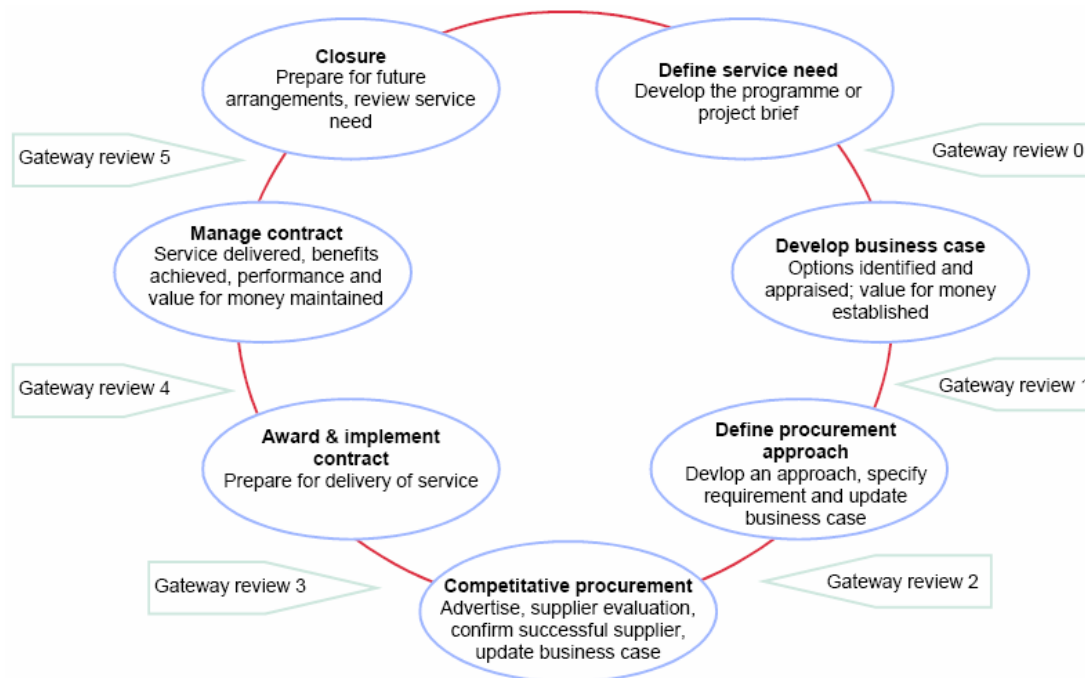 Closure
Prepare for future
arrangements, review service
need
Define service need
Develop the programme or
project brief
Gateway review 5
Gateway review 0
Manage contract
Service delivered, benefits
achieved, performance and
value for money maintained
Develop business case
Options identified and
appraised; value for money
established
Gateway review 4
Gateway review 1
Award & implement
contract
Prepare for delivery of service
Define procurement
approach
Devlop an approach, specify
requirement and update
business case
Gateway review 3
Gateway review 2
Competitative procurement
Advertise, supplier evaluation,
confirm successful supplier,
update business case